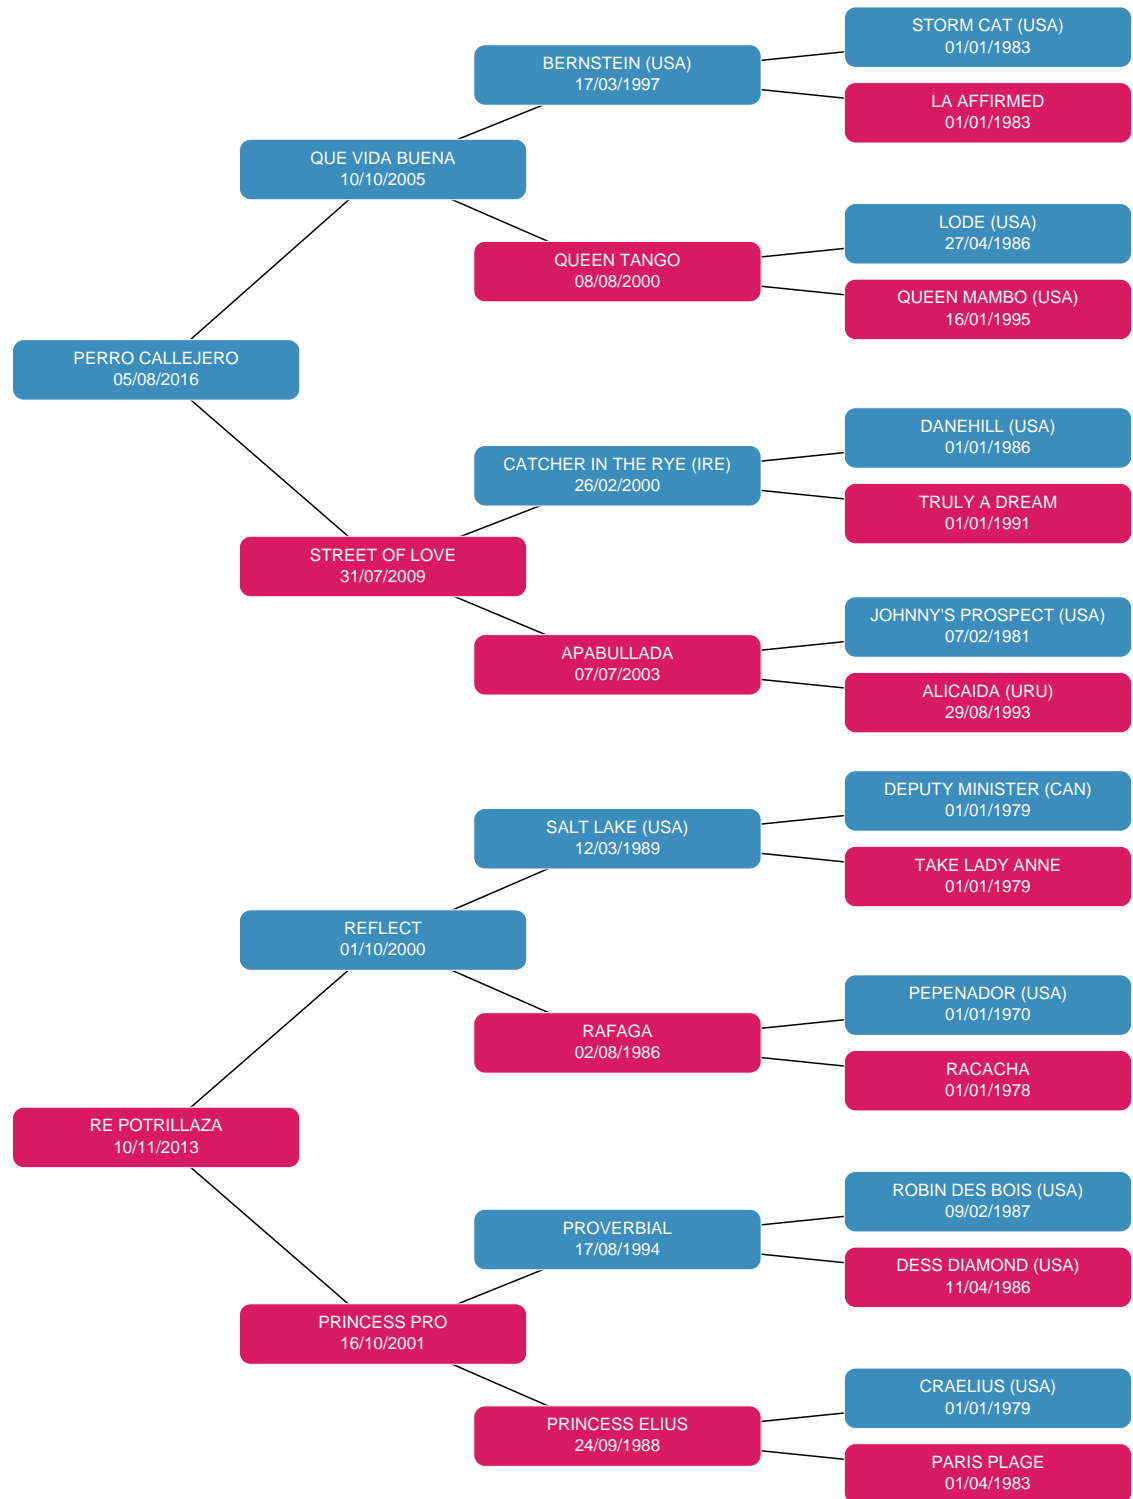 STORM CAT (USA)
01/01/1983
BERNSTEIN (USA)
17/03/1997
LA AFFIRMED
01/01/1983
QUE VIDA BUENA
10/10/2005
LODE (USA)
27/04/1986
QUEEN TANGO
08/08/2000
QUEEN MAMBO (USA)
16/01/1995
PERRO CALLEJERO
05/08/2016
DANEHILL (USA)
01/01/1986
CATCHER IN THE RYE (IRE)
26/02/2000
TRULY A DREAM
01/01/1991
STREET OF LOVE
31/07/2009
JOHNNY'S PROSPECT (USA)
07/02/1981
APABULLADA
07/07/2003
ALICAIDA (URU)
29/08/1993
DEPUTY MINISTER (CAN)
01/01/1979
SALT LAKE (USA)
12/03/1989
TAKE LADY ANNE
01/01/1979
REFLECT
01/10/2000
PEPENADOR (USA)
01/01/1970
RAFAGA
02/08/1986
RACACHA
01/01/1978
RE POTRILLAZA
10/11/2013
ROBIN DES BOIS (USA)
09/02/1987
PROVERBIAL
17/08/1994
DESS DIAMOND (USA)
11/04/1986
PRINCESS PRO
16/10/2001
CRAELIUS (USA)
01/01/1979
PRINCESS ELIUS
24/09/1988
PARIS PLAGE
01/04/1983